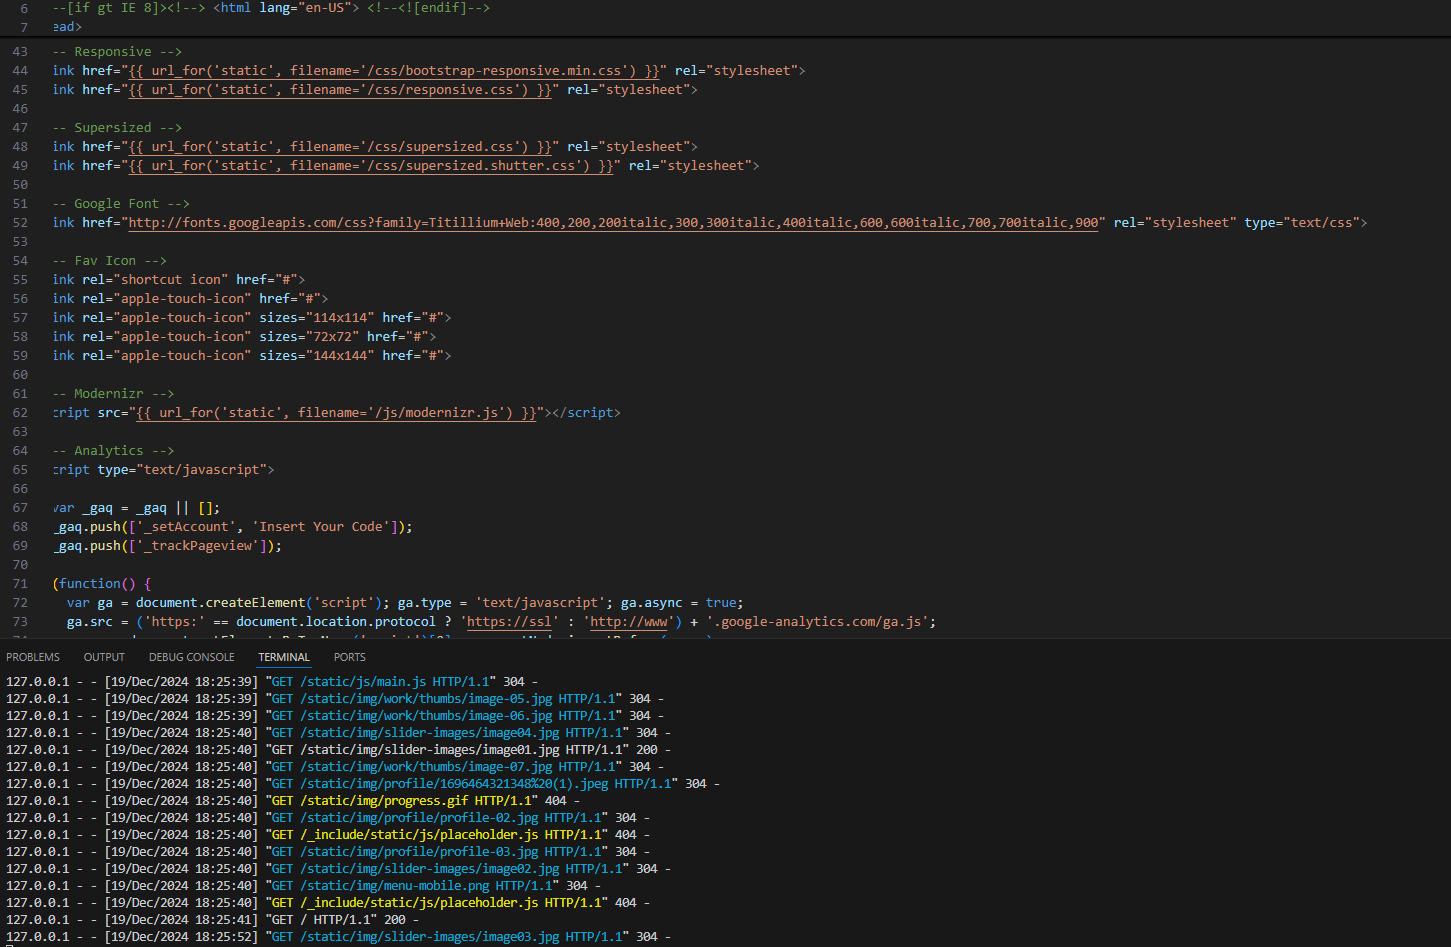 6 --[if gt IE 8]><!--> <html lang="en-US"> <!--<![endif]-->
7 ead>
43 -- Responsive -->
44 ink href="{{ url_for('static', filename='/css/bootstrap-responsive.min.css') }}" rel="stylesheet">
45 ink href="{{ url_for('static', filename='/css/responsive.css') }}" rel="stylesheet">
46
47 -- Supersized -->
48 ink href="{{ url_for('static', filename='/css/supersized.css') }}" rel="stylesheet">
49 ink href="{{ url_for('static', filename='/css/supersized.shutter.css') }}" rel="stylesheet">
50
51 -- Google Font -->
52 ink href="http://fonts.googleapis.com/css?family=Titillium+Web:400,200,200italic,300,300italic,400italic,600,600italic,700,700italic,900" rel="stylesheet" type="text/css">
53
54 -- Fav Icon -->
55 ink rel="shortcut icon" href="#">
56 ink rel="apple-touch-icon" href="#">
57 ink rel="apple-touch-icon" sizes="114x114" href="#">
58 ink rel="apple-touch-icon" sizes="72x72" href="#">
59 ink rel="apple-touch-icon" sizes="144x144" href="#">
60
61 -- Modernizr -->
62 cript src="{{ url_for('static', filename='/js/modernizr.js') }}"></script>
63
64 -- Analytics -->
65 cript type="text/javascript">
66
67 var _gaq = _gaq || [];
68 _gaq.push(['_setAccount', 'Insert Your Code']);
69 _gaq.push(['_trackPageview']);
70
71 (function() {
72 var ga = document.createElement('script'); ga.type = 'text/javascript'; ga.async = true;
73 ga.src = ('https:' == document.location.protocol ? 'https://ssl' : 'http://www') + '.google-analytics.com/ga.js';
PROBLEMS OUTPUT DEBUG CONSOLE TERMINAL PORTS
127.0.0.1 - - [19/Dec/2024 18:25:39] "GET /static/js/main.js HTTP/1.1" 304 -
127.0.0.1 - - [19/Dec/2024 18:25:39] "GET /static/img/work/thumbs/image-05.jpg HTTP/1.1" 304 -
127.0.0.1 - - [19/Dec/2024 18:25:39] "GET /static/img/work/thumbs/image-06.jpg HTTP/1.1" 304 -
127.0.0.1 - - [19/Dec/2024 18:25:40] "GET /static/img/slider-images/image04.jpg HTTP/1.1" 304 -
127.0.0.1 - - [19/Dec/2024 18:25:40] "GET /static/img/slider-images/image01.jpg HTTP/1.1" 200 -
127.0.0.1 - - [19/Dec/2024 18:25:40] "GET /static/img/work/thumbs/image-07.jpg HTTP/1.1" 304 -
127.0.0.1 - - [19/Dec/2024 18:25:40] "GET /static/img/profile/1696464321348%20(1).jpeg HTTP/1.1" 304 -
127.0.0.1 - - [19/Dec/2024 18:25:40] "GET /static/img/progress.gif HTTP/1.1" 404 -
127.0.0.1 - - [19/Dec/2024 18:25:40] "GET /static/img/profile/profile-02.jpg HTTP/1.1" 304 -
127.0.0.1 - - [19/Dec/2024 18:25:40] "GET /_include/static/js/placeholder.js HTTP/1.1" 404 -
127.0.0.1 - - [19/Dec/2024 18:25:40] "GET /static/img/profile/profile-03.jpg HTTP/1.1" 304 -
127.0.0.1 - - [19/Dec/2024 18:25:40] "GET /static/img/slider-images/image02.jpg HTTP/1.1" 304 -
127.0.0.1 - - [19/Dec/2024 18:25:40] "GET /static/img/menu-mobile.png HTTP/1.1" 304 -
127.0.0.1 - - [19/Dec/2024 18:25:40] "GET /_include/static/js/placeholder.js HTTP/1.1" 404 -
127.0.0.1 - - [19/Dec/2024 18:25:41] "GET / HTTP/1.1" 200 -
127.0.0.1 - - [19/Dec/2024 18:25:52] "GET /static/img/slider-images/image03.jpg HTTP/1.1" 304 -